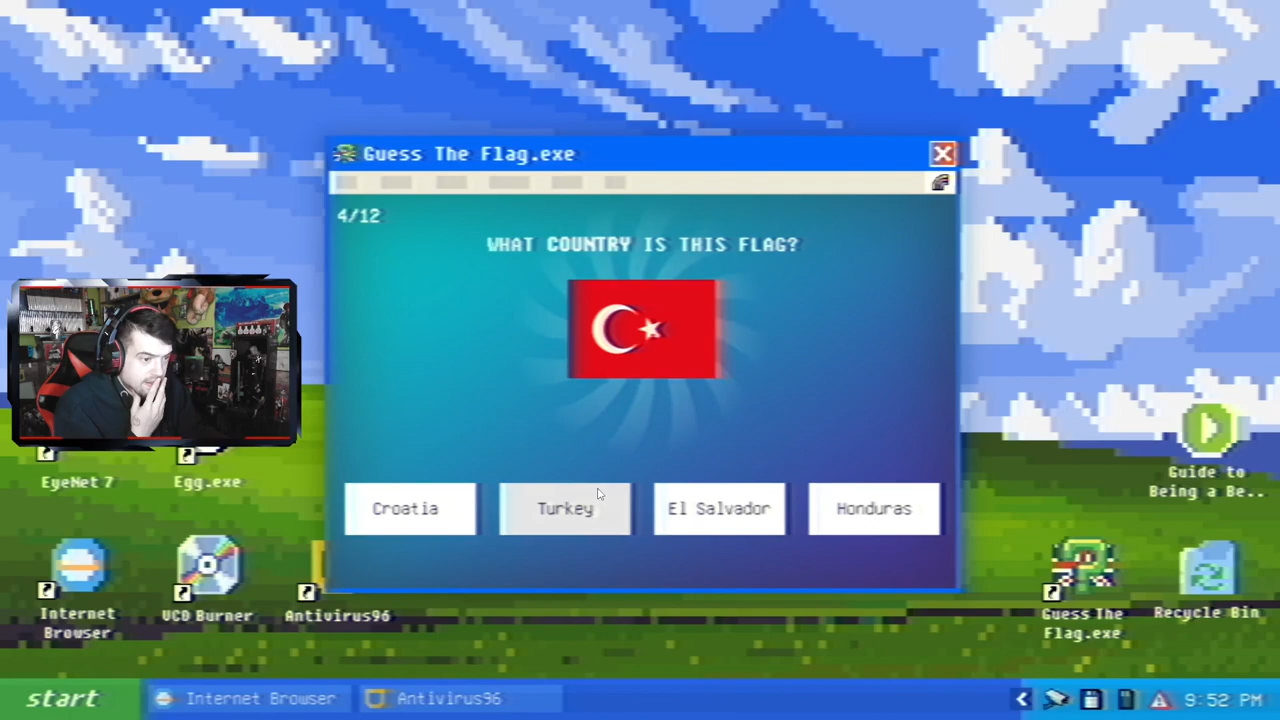 Guess The Flag.exe
4/12
WHAT COUNTRY IS THIS FLAG?
Croatia
Turkey
El Salvador
Honduras
EyeNet 7
Egg.exe
Guide to
Being a Be..
Internet
Browser
VCD Burner
Antivirus96
Guess The
Flag.exe
Recycle Bin
start
Internet Browser
Antivirus96
9:52 PM